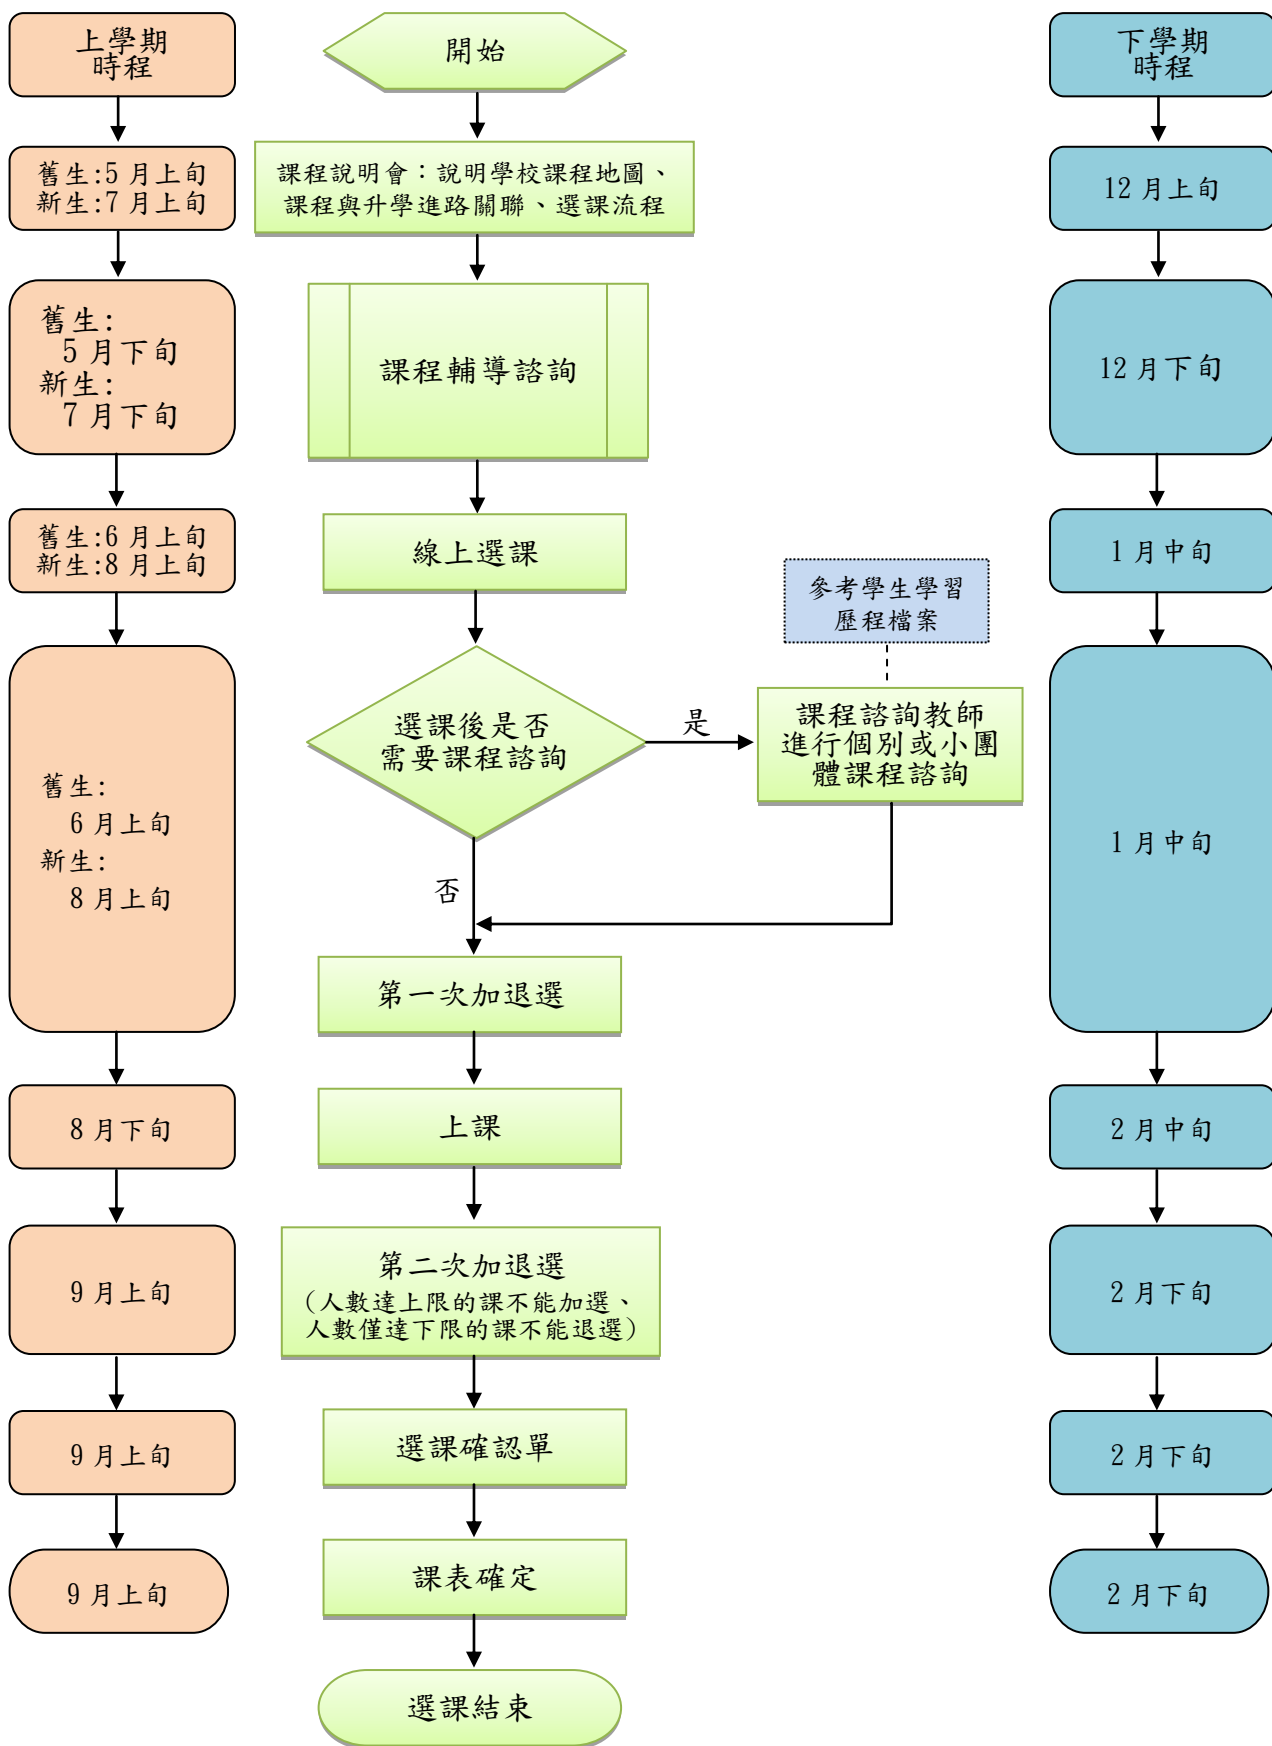 上學期
時程
開始
下學期
時程
舊生:5月上旬
新生:7月上旬
課程說明會：說明學校課程地圖、
課程與升學進路關聯、選課流程
12月上旬
舊生:
5月下旬
新生:
7月下旬
課程輔導諮詢
12月下旬
舊生:6月上旬
新生:8月上旬
線上選課
1月中旬
參考學生學習
歷程檔案
選課後是否
需要課程諮詢
是
課程諮詢教師
進行個別或小團
體課程諮詢
舊生:
6月上旬
新生:
8月上旬
1月中旬
否
第一次加退選
8月下旬
上課
2月中旬
9月上旬
第二次加退選
（人數達上限的課不能加選、
人數僅達下限的課不能退選）
2月下旬
9月上旬
選課確認單
2月下旬
9月上旬
課表確定
2月下旬
選課結束